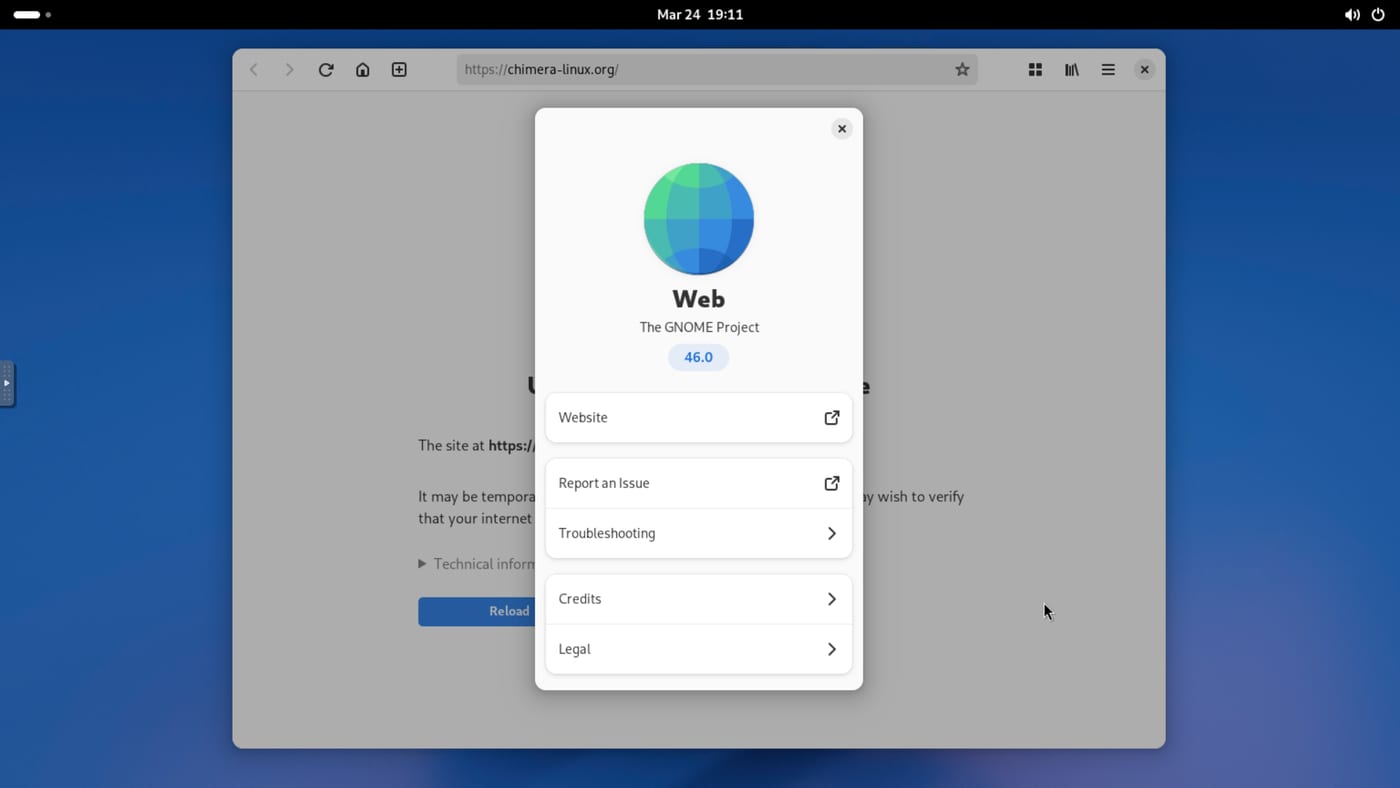 Mar 24 19:11
https://chimera-linux.org/
Web
The GNOME Project
46.0
Website
The site at https://
Report an Issue
It may be tempora
ay wish to verify
that your internet
Troubleshooting
Technical inform
Credits
Reload
Legal